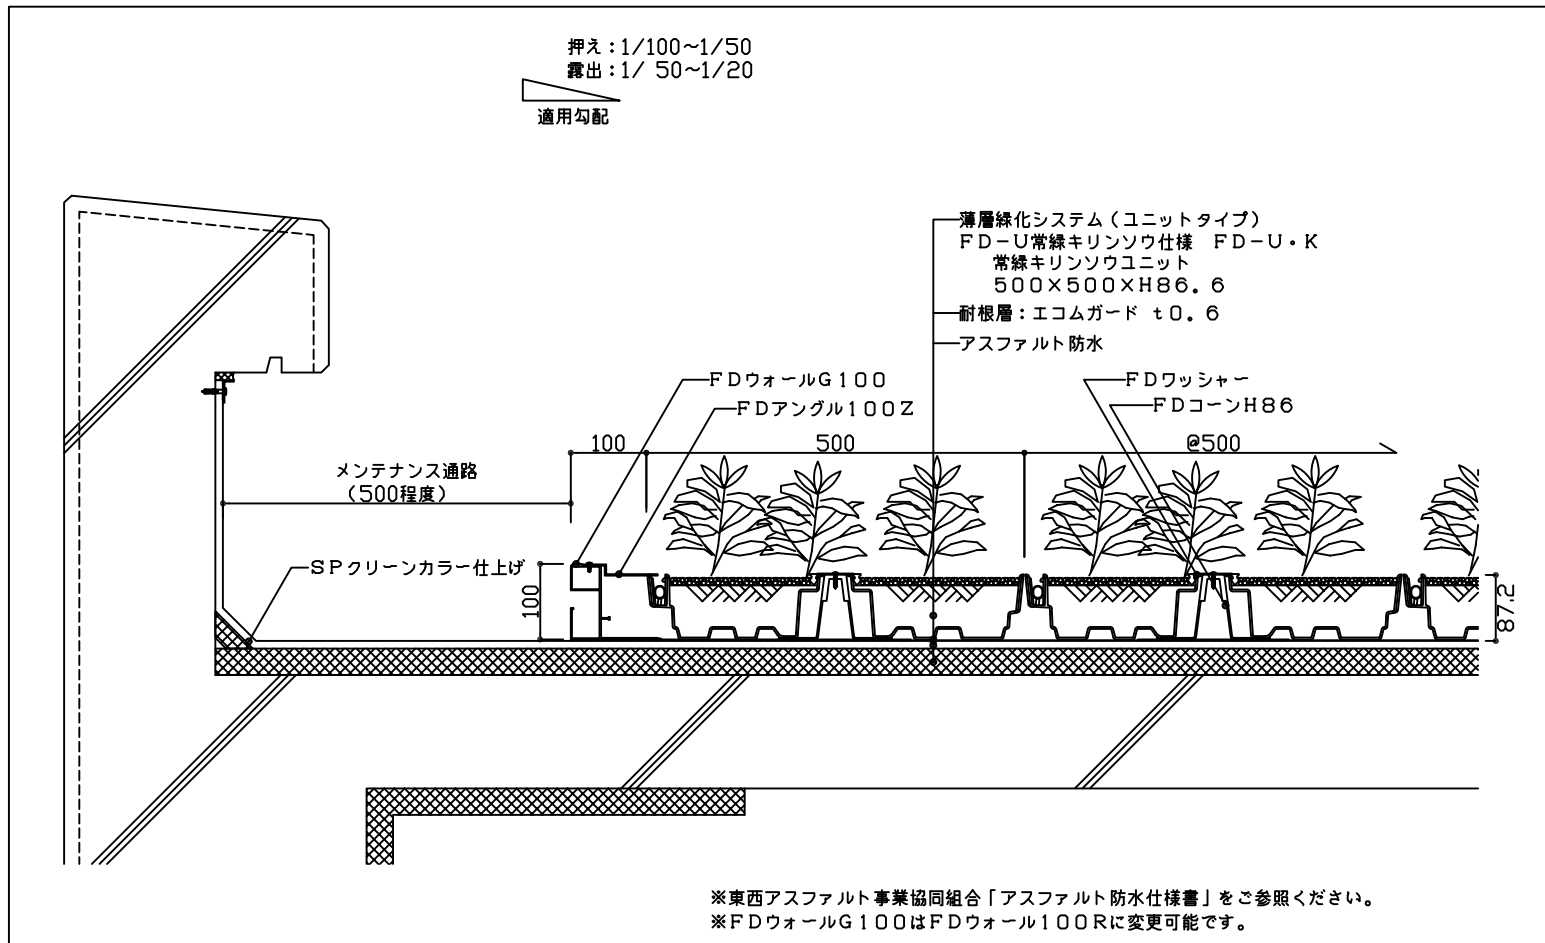 押え：1/100~1/50
露出：1/ 50~1/20
適用勾配
薄層緑化システム（ユニットタイプ）
ＦＤ－Ｕ常緑キリンソウ仕様　ＦＤ－Ｕ・Ｋ
常緑キリンソウユニット
５００×５００×Ｈ８６．６
耐根層：エコムガード ｔ０．６
アスファルト防水
ＦＤウォールＧ１００
ＦＤアングル１００Ｚ
ＦＤワッシャー
ＦＤコーンＨ８６
100
500
@500
メンテナンス通路
（500程度）
ＳＰクリーンカラー仕上げ
100
87.2
※東西アスファルト事業協同組合「アスファルト防水仕様書」をご参照ください。
※ＦＤウォールＧ１００はＦＤウォール１００Ｒに変更可能です。